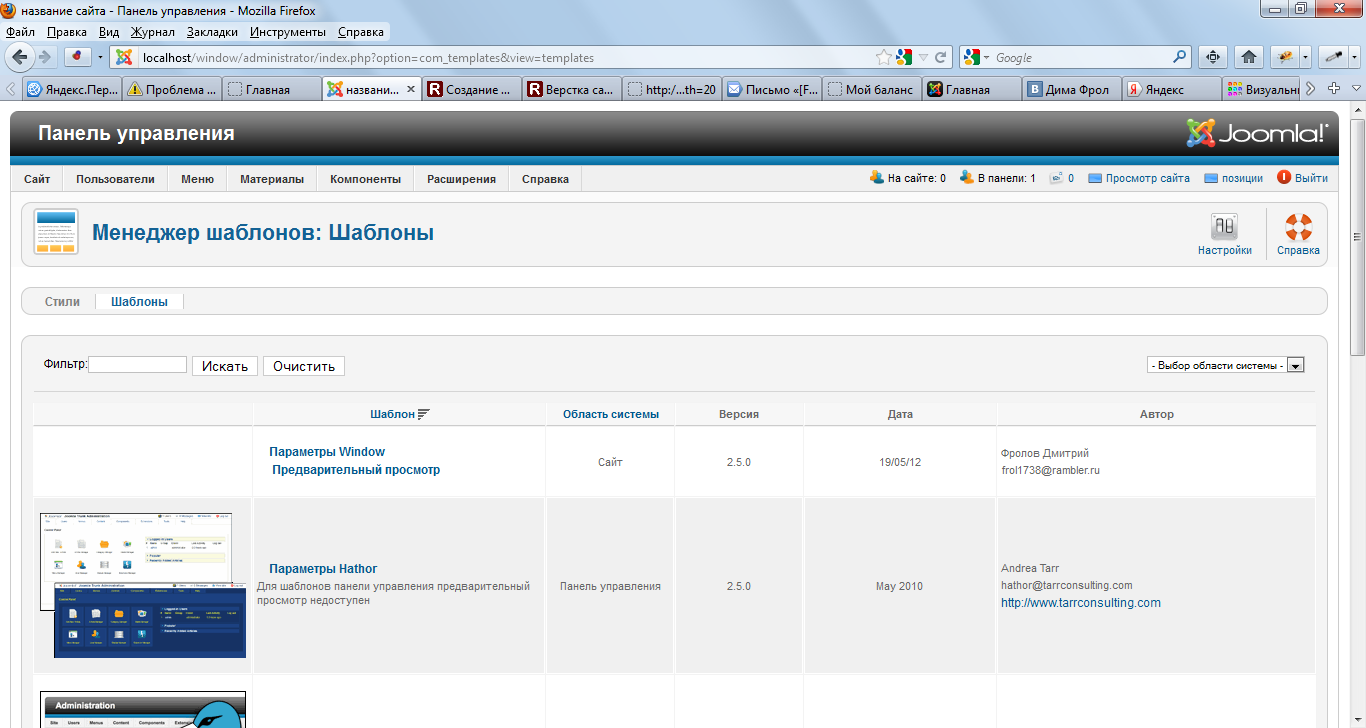 название сайта - Панель управления - Mozilla Firefox
Файл Правка Вид Журнал Закладки Инструменты Справка
localhost/window/administrator/index.php?option=com_templates&view=templates
Google
Яндекс.Пер... Проблема ... Главная названи... Создание ... Верстка са... http:/...th=20 Письмо «[F... Мой баланс Главная Дима Фрол Яндекс Визуальн
Панель управления
Joomla!
Сайт Пользователи Меню Материалы Компоненты Расширения Справка
На сайте: 0 В панели: 1 0 Просмотр сайта позиции Выйти
Менеджер шаблонов: Шаблоны
Настройки Справка
Стили Шаблоны
Фильтр: Искать Очистить - Выбор области системы -
Шаблон Область системы Версия Дата Автор
Параметры Window
Предварительный просмотр
Сайт 2.5.0 19/05/12
Фролов Дмитрий
frol1738@rambler.ru
Параметры Hathor
Для шаблонов панели управления предварительный
просмотр недоступен
Панель управления 2.5.0 May 2010
Andrea Tarr
hathor@tarrconsulting.com
http://www.tarrconsulting.com
Administration
Site Users Menus Content Components